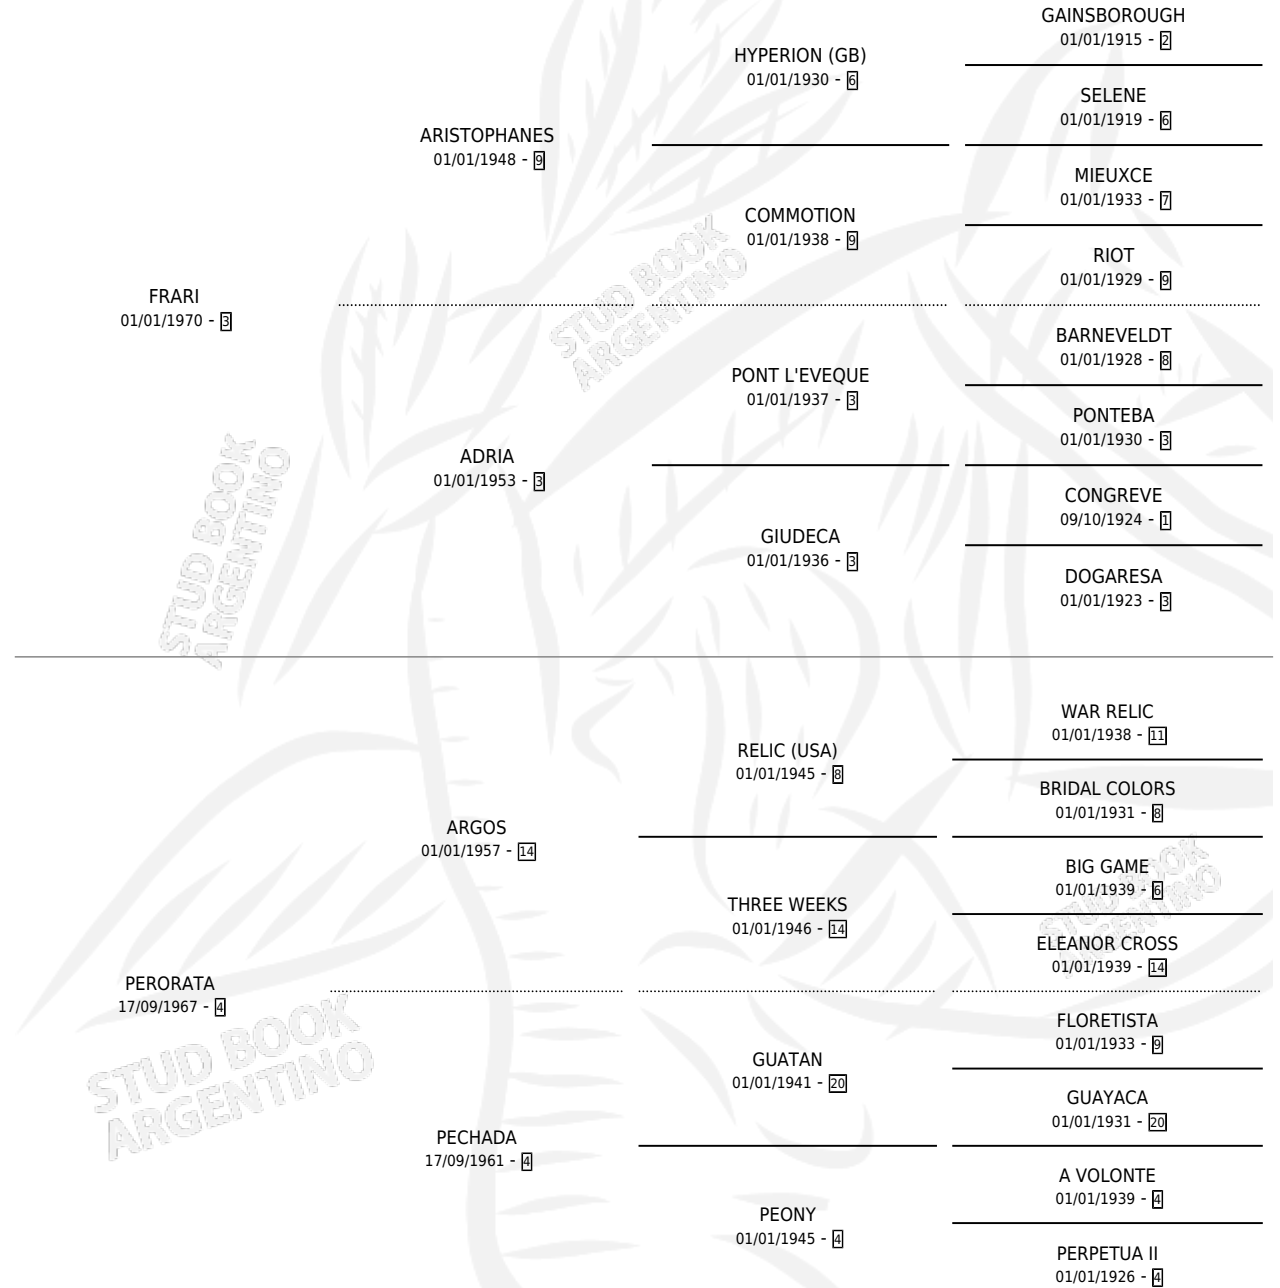 GAINSBOROUGH
01/01/1915 - 2
HYPERION (GB)
01/01/1930 - 6
SELENE
01/01/1919 - 6
ARISTOPHANES
01/01/1948 - 9
MIEUXCE
01/01/1933 - 7
COMMOTION
01/01/1938 - 9
RIOT
01/01/1929 - 9
FRARI
01/01/1970 - 3
BARNEVELDT
01/01/1928 - 8
PONT L'EVEQUE
01/01/1937 - 3
PONTEBA
01/01/1930 - 3
ADRIA
01/01/1953 - 3
CONGREVE
09/10/1924 - 1
GIUDECA
01/01/1936 - 3
DOGARESA
01/01/1923 - 3
STUD BOOK
ARGENTINO
STUD BOOK
ARGENTINO
WAR RELIC
01/01/1938 - 11
RELIC (USA)
01/01/1945 - 8
BRIDAL COLORS
01/01/1931 - 8
ARGOS
01/01/1957 - 14
BIG GAME
01/01/1939 - 6
THREE WEEKS
01/01/1946 - 14
ELEANOR CROSS
01/01/1939 - 14
PERORATA
17/09/1967 - 4
FLORETISTA
01/01/1933 - 9
GUATAN
01/01/1941 - 20
GUAYACA
01/01/1931 - 20
PECHADA
17/09/1961 - 4
A VOLONTE
01/01/1939 - 4
PEONY
01/01/1945 - 4
PERPETUA II
01/01/1926 - 4
STUD BOOK
ARGENTINO
STUD BOOK
ARGENTINO